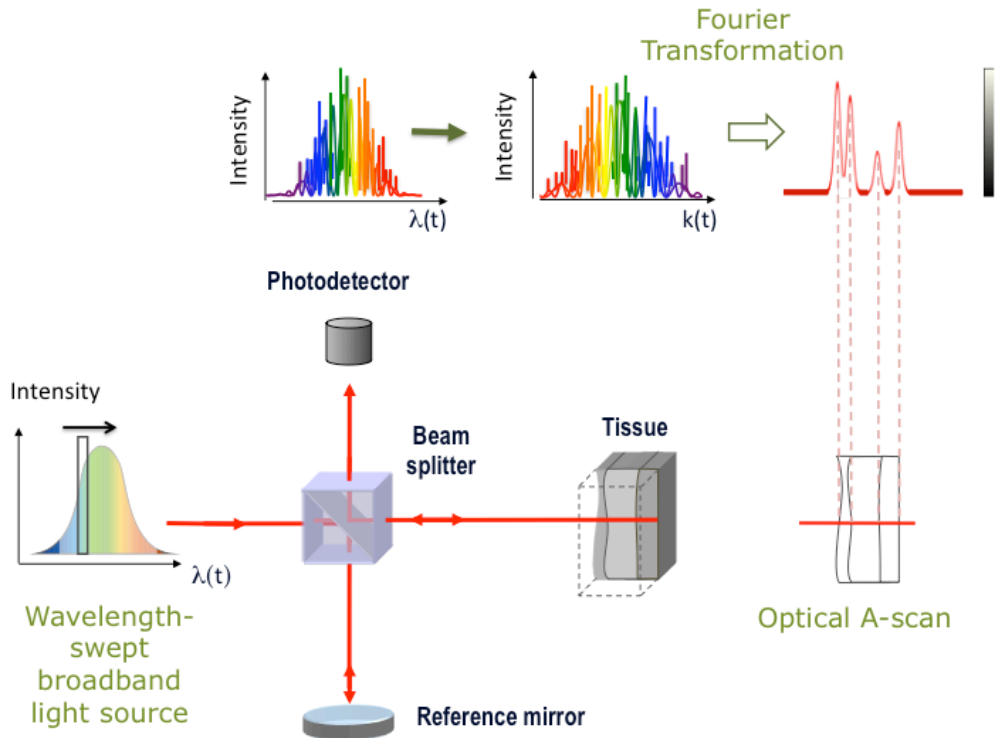 Fourier
Transformation
Intensity
λ(t)
Intensity
k(t)
Photodetector
Intensity
λ(t)
Beam
splitter
Tissue
Wavelength-
swept
broadband
light source
Optical A-scan
Reference mirror